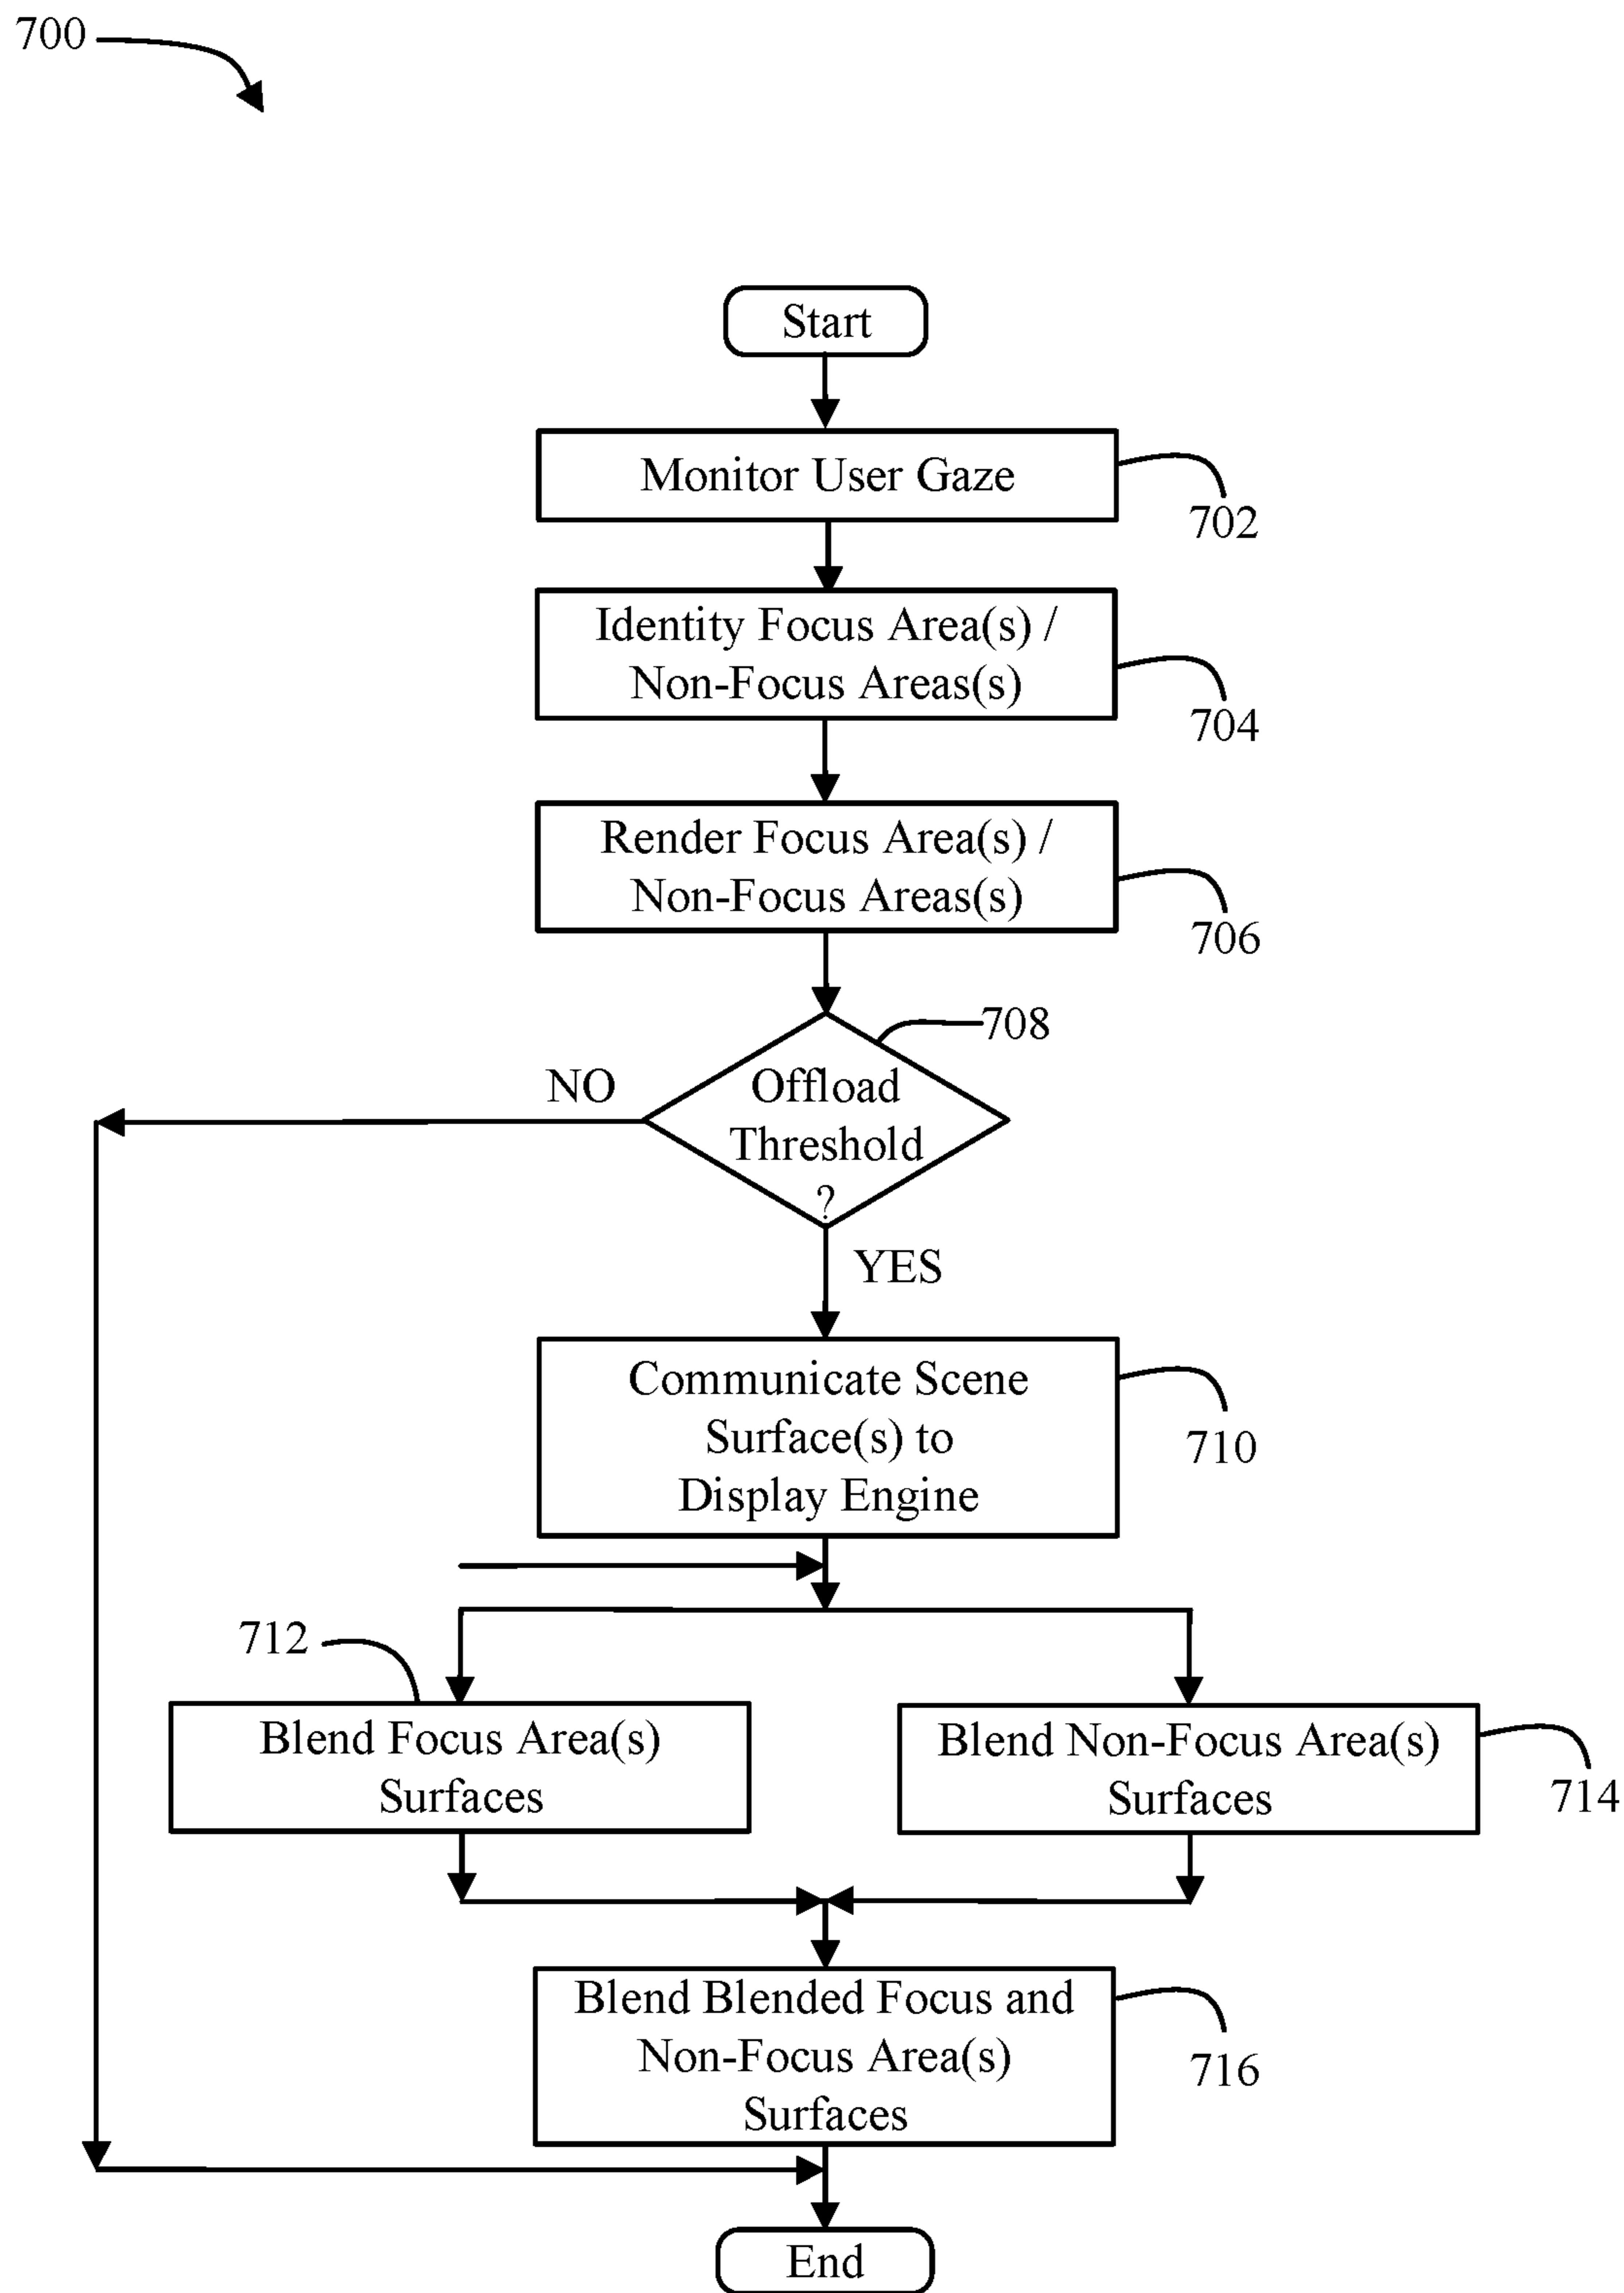 700
Start
Monitor User Gaze
702
Identity Focus Area(s) /
Non-Focus Areas(s)
704
Render Focus Area(s) /
Non-Focus Areas(s)
706
708
NO
Offload
Threshold
?
YES
Communicate Scene
Surface(s) to
Display Engine
710
712
Blend Focus Area(s)
Surfaces
Blend Non-Focus Area(s)
Surfaces
714
Blend Blended Focus and
Non-Focus Area(s)
Surfaces
716
End